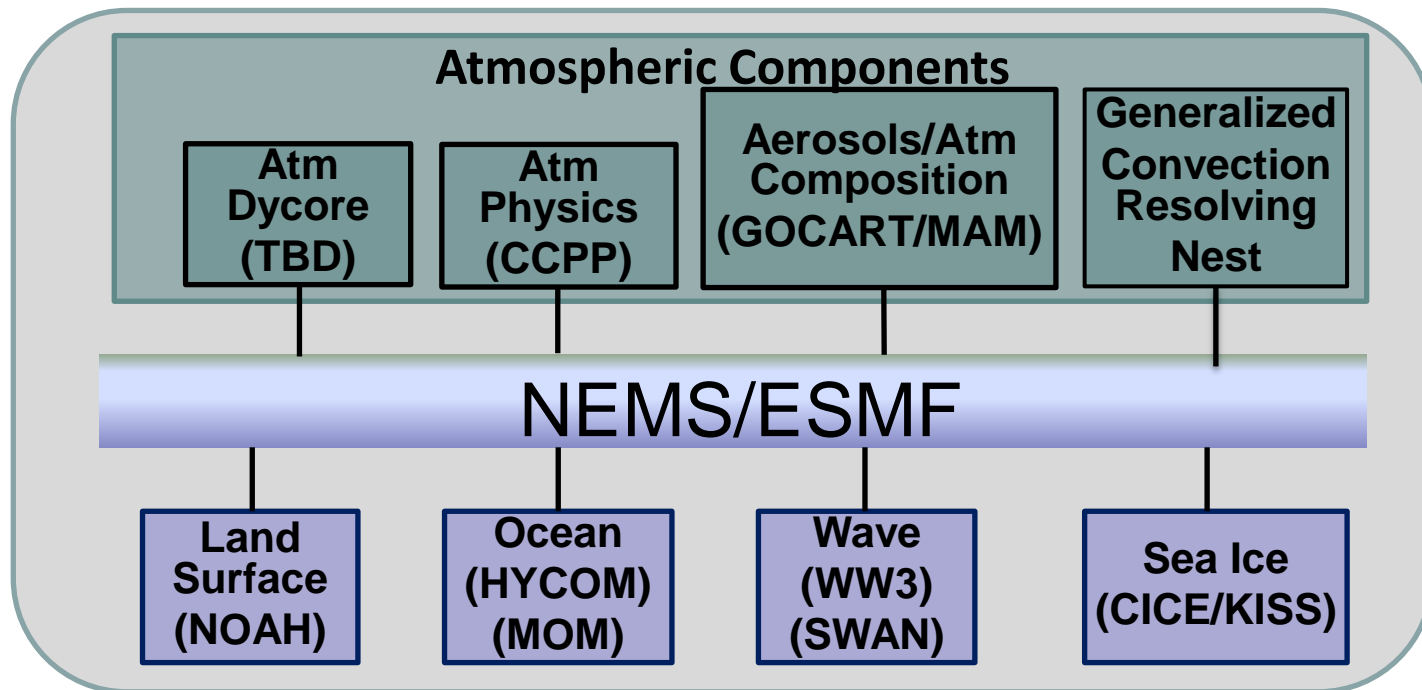 Atmospheric Components
Atm
Dycore
(TBD)
Atm
Physics
(CCPP)
Aerosols/Atm
Composition
(GOCART/MAM)
Generalized
Convection
Resolving
Nest
NEMS/ESMF
Land
Surface
(NOAH)
Ocean
(HYCOM)
(MOM)
Wave
(WW3)
(SWAN)
Sea Ice
(CICE/KISS)